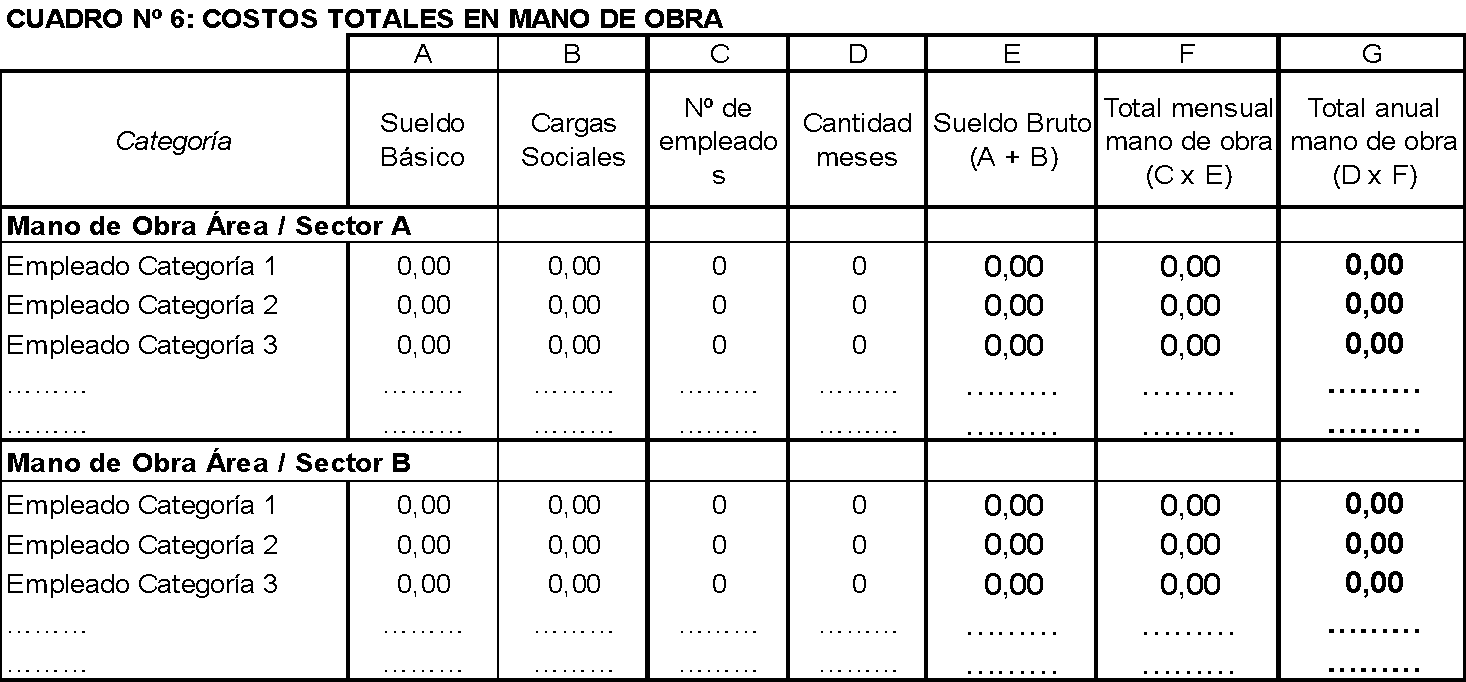 CUADRO Nº 6: COSTOS TOTALES EN MANO DE OBRA
A B C D E F G
Categoría Sueldo Básico Cargas Sociales Nº de empleado s Cantidad meses Sueldo Bruto (A + B) Total mensual mano de obra (C x E) Total anual mano de obra (D x F)
Mano de Obra Área / Sector A
Empleado Categoría 1 0,00 0,00 0 0 0,00 0,00 0,00
Empleado Categoría 2 0,00 0,00 0 0 0,00 0,00 0,00
Empleado Categoría 3 0,00 0,00 0 0 0,00 0,00 0,00
……… ……… ……… ……… ……… ……… ……… ………
……… ……… ……… ……… ……… ……… ……… ………
Mano de Obra Área / Sector B
Empleado Categoría 1 0,00 0,00 0 0 0,00 0,00 0,00
Empleado Categoría 2 0,00 0,00 0 0 0,00 0,00 0,00
Empleado Categoría 3 0,00 0,00 0 0 0,00 0,00 0,00
……… ……… ……… ……… ……… ……… ……… ………
……… ……… ……… ……… ……… ……… ……… ………